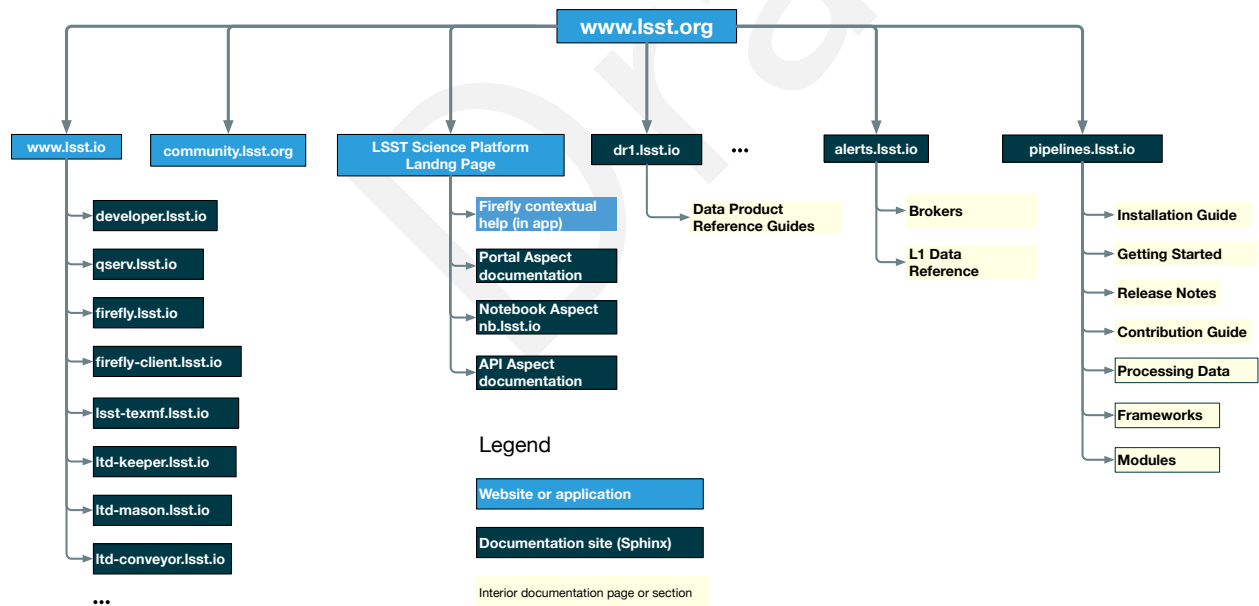 www.lsst.org
www.lsst.io
community.lsst.org
LSST Science Platform
Landng Page
dr1.lsst.io
...
alerts.lsst.io
pipelines.lsst.io
developer.lsst.io
qserv.lsst.io
firefly.lsst.io
firefly-client.lsst.io
lsst-texmf.lsst.io
ltd-keeper.lsst.io
ltd-mason.lsst.io
ltd-conveyor.lsst.io
...
Firefly contextual
help (in app)
Portal Aspect
documentation
Notebook Aspect
nb.lsst.io
API Aspect
documentation
Data Product
Reference Guides
Brokers
L1 Data
Reference
Installation Guide
Getting Started
Release Notes
Contribution Guide
Processing Data
Frameworks
Modules
Legend
Website or application
Documentation site (Sphinx)
Interior documentation page or section
Dra